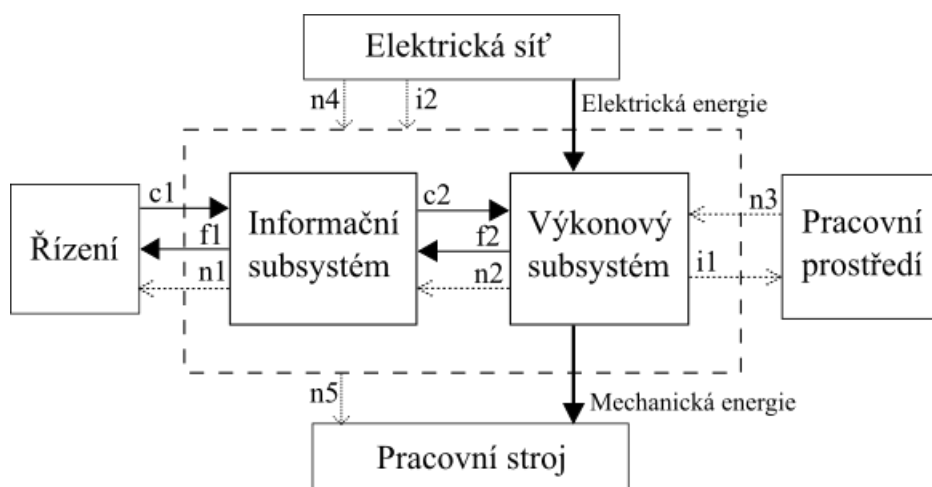 Elektrická síť
n4
i2
Elektrická energie
Řízení
c1
f1
n1
Informační
subsystém
c2
f2
n2
Výkonový
subsystém
n3
i1
Pracovní
prostředí
n5
Mechanická energie
Pracovní stroj